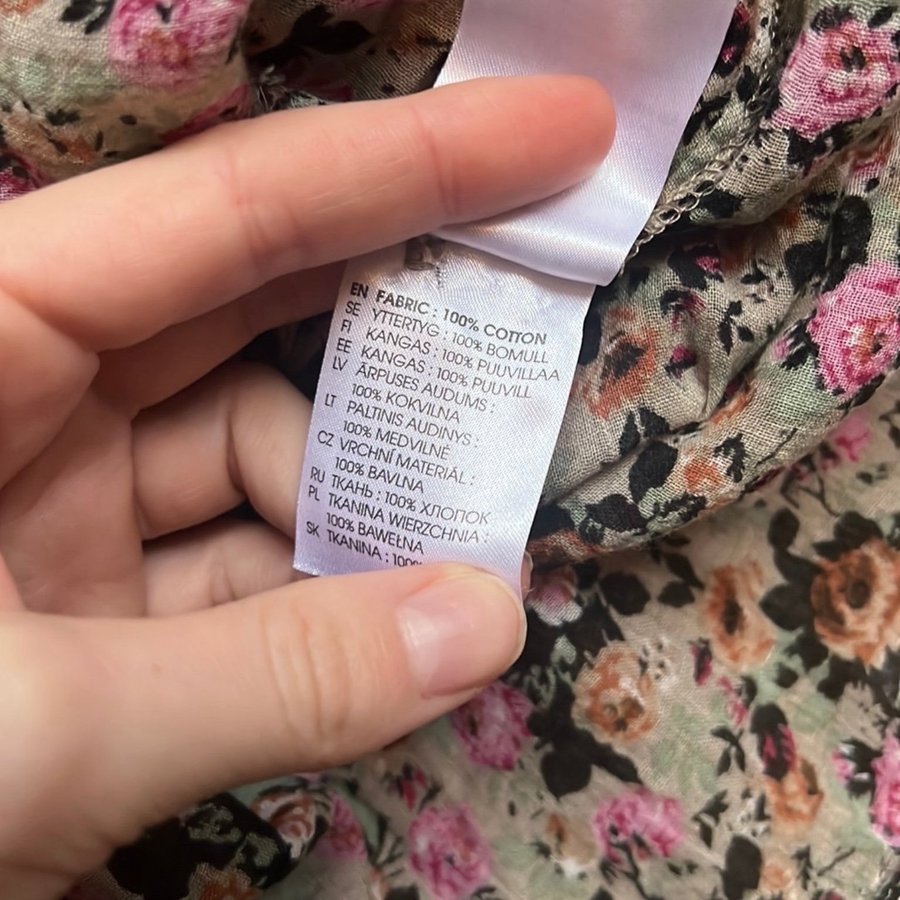 EN FABRIC : 100% COTTON
SE YTTERTYG : 100% BOMULL
FI KANGAS : 100% PUUVILLAA
EE KANGAS : 100% PUUVILL
LV ĀRPUSES AUDUMS :
100% KOKVILNA
LT PALTINIS AUDINYS :
100% MEDVILNĖ
CZ VRCHNÍ MATERIÁL :
100% BAVLNA
RU ТКАНЬ : 100% ХЛОПОК
PL TKANINA WIERZCHNIA :
100% BAWEŁNA
SK TKANINA : 100%